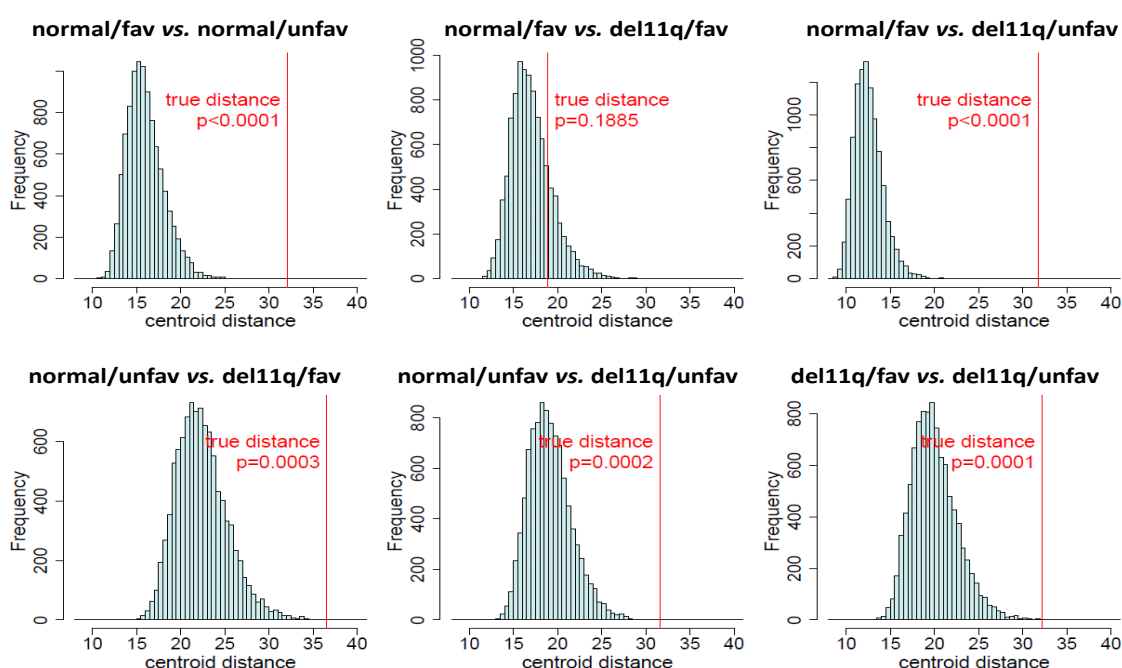 normal/fav vs. normal/unfav
true distance
p<0.0001
Frequency
0 200 400 600 800
10 15 20 25 30 35 40
centroid distance
normal/fav vs. del11q/fav
true distance
p=0.1885
Frequency
0 200 400 600 800 1000
10 15 20 25 30 35 40
centroid distance
normal/fav vs. del11q/unfav
true distance
p<0.0001
Frequency
0 200 600 1000
10 15 20 25 30 35 40
centroid distance
normal/unfav vs. del11q/fav
true distance
p=0.0003
Frequency
0 200 400 600
10 15 20 25 30 35 40
centroid distance
normal/unfav vs. del11q/unfav
true distance
p=0.0002
Frequency
0 200 400 600 800
10 15 20 25 30 35 40
centroid distance
del11q/fav vs. del11q/unfav
true distance
p=0.0001
Frequency
0 200 400 600 800
10 15 20 25 30 35 40
centroid distance